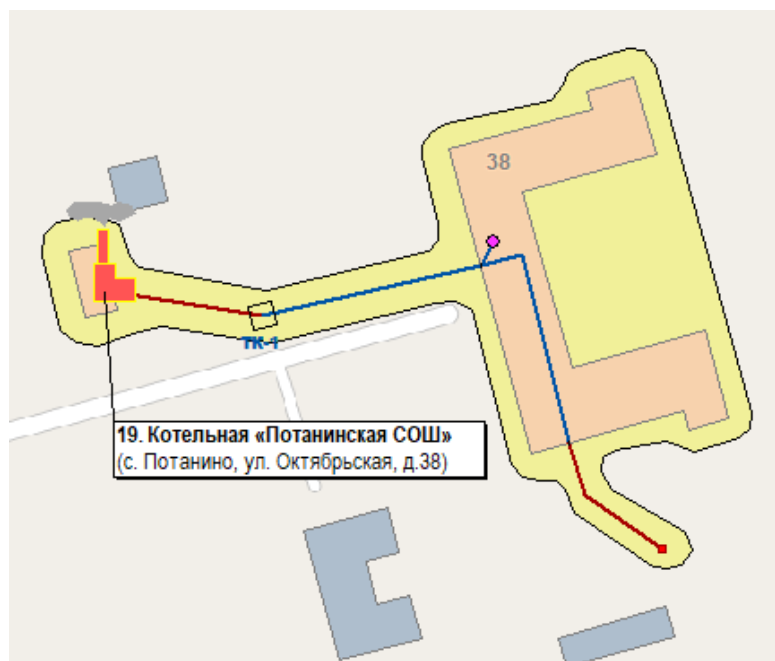 38
ТК-1
19. Котельная «Потанинская СОШ»
(с. Потанино, ул. Октябрьская, д.38)